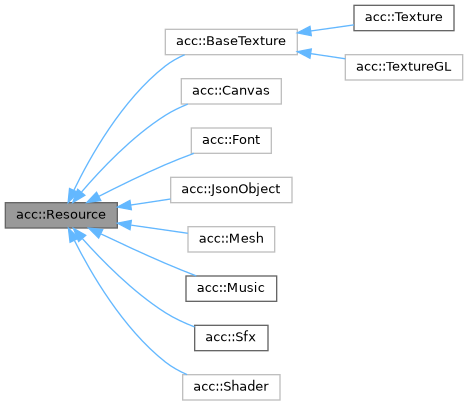 acc::Texture
acc::BaseTexture
acc::TextureGL
acc::Canvas
acc::Font
acc::JsonObject
acc::Resource
acc::Mesh
acc::Music
acc::Sfx
acc::Shader